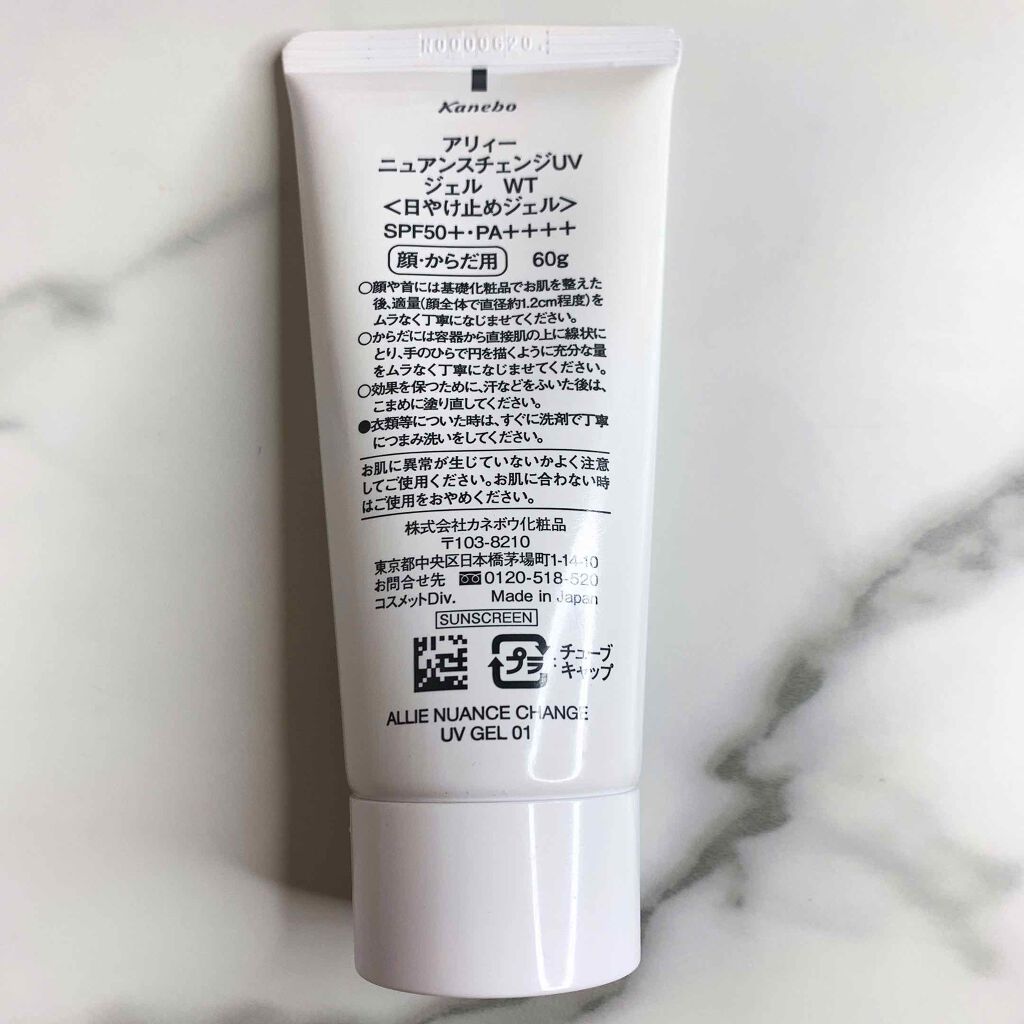 Kanebo
アリィー
ニュアンスチェンジUV
ジェル WT
<日やけ止めジェル>
SPF50+・PA++++
顔・からだ用 60g
○顔や首には基礎化粧品でお肌を整えた
後、適量(顔全体で直径約1.2cm程度)を
ムラなく丁寧になじませてください。
○からだには容器から直接肌の上に線状に
とり、手のひらで円を描くように充分な量
をムラなく丁寧になじませてください。
○効果を保つために、汗などをふいた後は、
こまめに塗り直してください。
●衣類等についた時は、すぐに洗剤で丁寧
につまみ洗いをしてください。
お肌に異常が生じていないかよく注意
してご使用ください。お肌に合わない時
はご使用をおやめください。
株式会社カネボウ化粧品
〒103-8210
東京都中央区日本橋茅場町1-14-10
お問合せ先 0120-518-520
コスメットDiv. Made in Japan
SUNSCREEN
プラ チューブ
キャップ
ALLIE NUANCE CHANGE
UV GEL 01